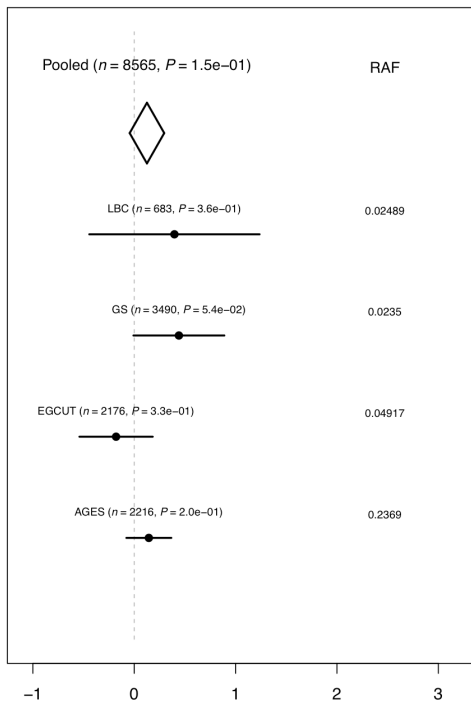 Pooled (n = 8565, P = 1.5e−01) RAF
LBC (n = 683, P = 3.6e−01) 0.02489
GS (n = 3490, P = 5.4e−02) 0.0235
EGCUT (n = 2176, P = 3.3e−01) 0.04917
AGES (n = 2216, P = 2.0e−01) 0.2369
−1 0 1 2 3